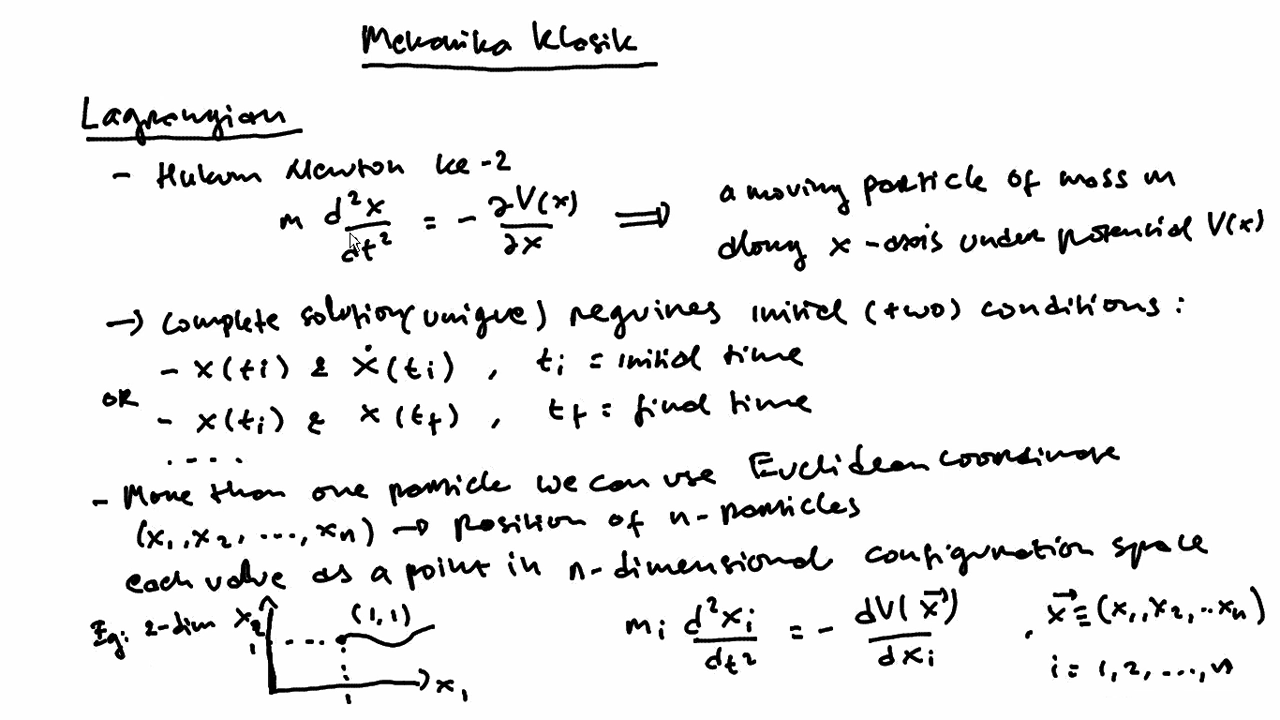 Mekanika Klasik
Lagrangian
- Hukum Newton ke-2
m d²x/dt² = - ∂V(x)/∂x ⟹ a moving particle of mass m
along x-axis under potential V(x)
→ Complete solution (unique) requires initial (two) conditions:
- x(ti) & ẋ(ti), ti = initial time
OR
- x(ti) & x(tf), tf = final time
. - - - .
- More than one particle we can use Euclidean coordinate
(x₁, x₂, ..., xn) → position of n-particles
each value as a point in n-dimensional configuration space
Eg: 2-dim x₂ (1,1)
1
x₁
1
mi d²xi/dt² = - dV(x⃗)/dxi , x⃗ ≡ (x₁, x₂, ..xn)
i = 1, 2, ..., n